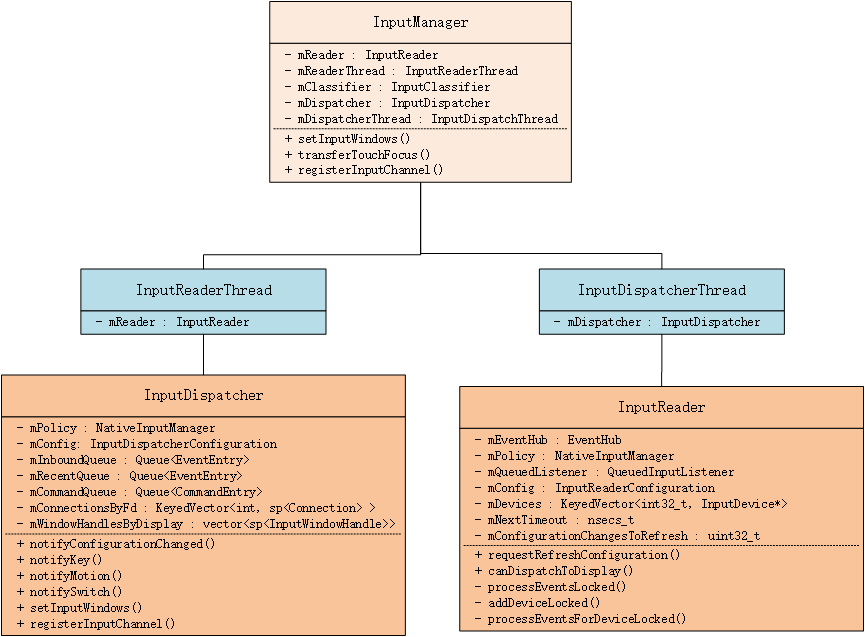 InputManager
- mReader : InputReader
- mReaderThread : InputReaderThread
- mClassifier : InputClassifier
- mDispatcher : InputDispatcher
- mDispatcherThread : InputDispatchThread
+ setInputWindows()
+ transferTouchFocus()
+ registerInputChannel()
InputReaderThread
- mReader : InputReader
InputDispatcherThread
- mDispatcher : InputDispatcher
InputDispatcher
- mPolicy : NativeInputManager
- mConfig: InputDispatcherConfiguration
- mInboundQueue : Queue<EventEntry>
- mRecentQueue : Queue<EventEntry>
- mCommandQueue : Queue<CommandEntry>
- mConnectionsByFd : KeyedVector<int, sp<Connection> >
- mWindowHandlesByDisplay : vector<sp<InputWindowHandle>>
+ notifyConfigurationChanged()
+ notifyKey()
+ notifyMotion()
+ notifySwitch()
+ setInputWindows()
+ registerInputChannel()
InputReader
- mEventHub : EventHub
- mPolicy : NativeInputManager
- mQueuedListener : QueuedInputListener
- mConfig : InputReaderConfiguration
- mDevices : KeyedVector<int32_t, InputDevice*>
- mNextTimeout : nsecs_t
- mConfigurationChangesToRefresh : uint32_t
+ requestRefreshConfiguration()
+ canDispatchToDisplay()
- processEventsLocked()
- addDeviceLocked()
- processEventsForDeviceLocked()